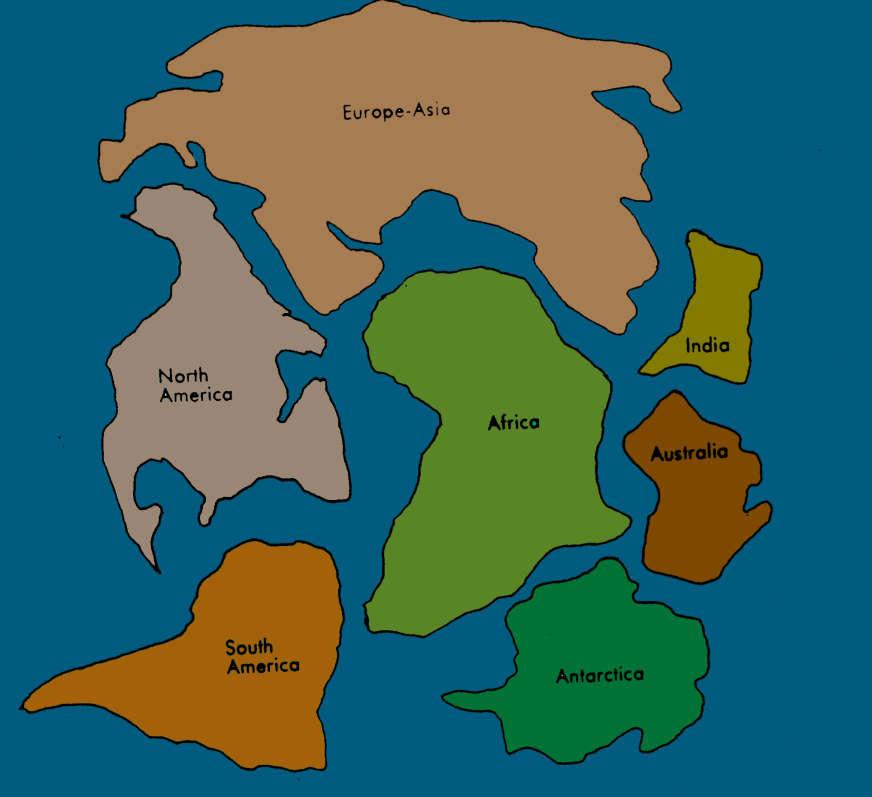 Europe-Asia
India
North
America
Africa
Australia
South
America
Antarctica